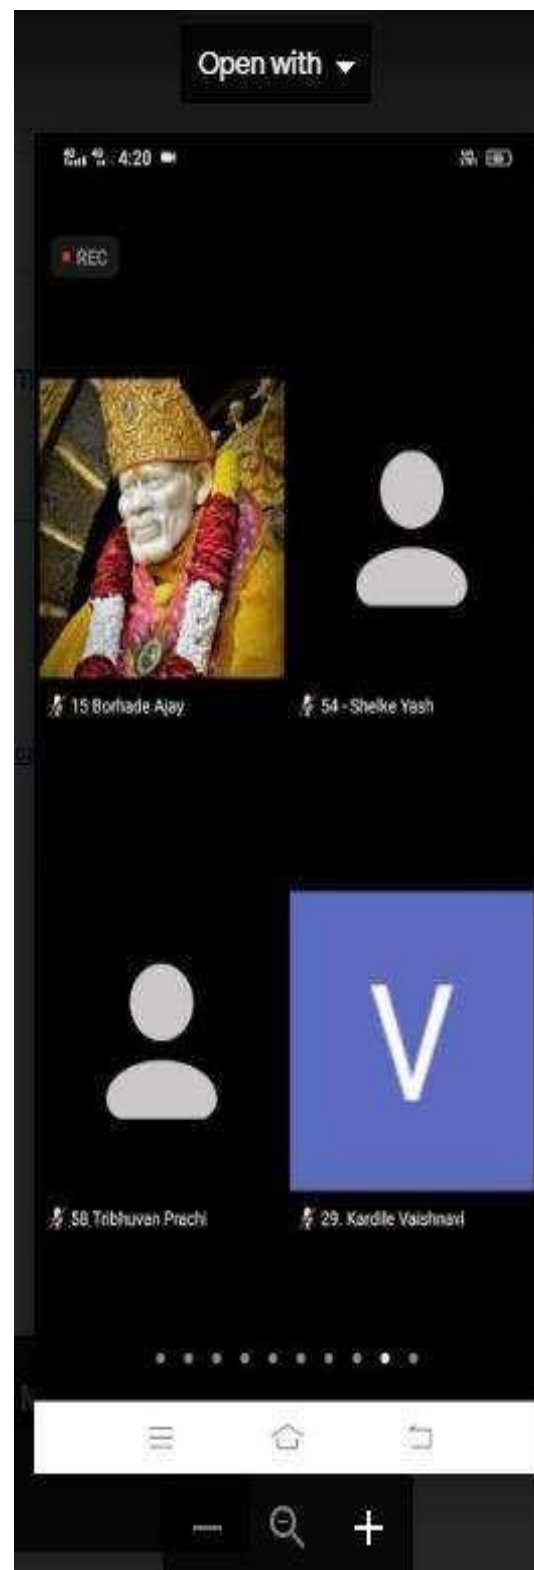 Open with
4:20
REC
15 Borhade Ajay
54 - Shelke Yash
V
58 Tribhuvan Prachi
29. Kardile Vaishnavi